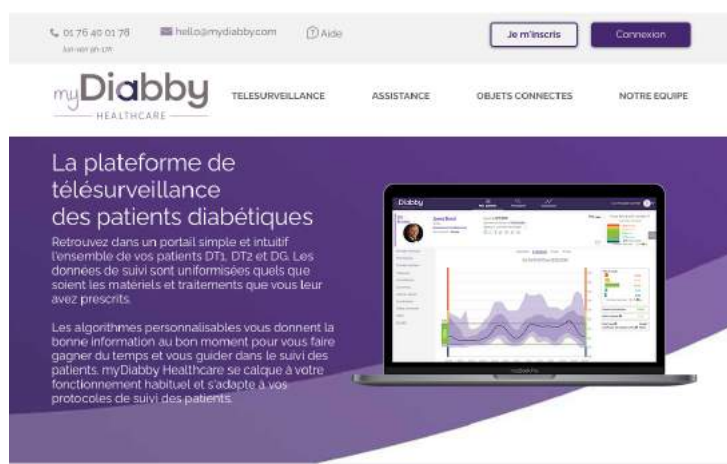 01 76 40 01 78
hello@mydiabby.com
Aide
Je m'inscris
Connexion
lun-ven 9h-17h
myDiabby
HEALTHCARE
TELESURVEILLANCE
ASSISTANCE
OBJETS CONNECTES
NOTRE EQUIPE
La plateforme de
télésurveillance
des patients diabétiques
Retrouvez dans un portail simple et intuitif
l'ensemble de vos patients DT1, DT2 et DG. Les
données de suivi sont uniformisées quels que
soient les matériels et traitements que vous leur
avez prescrits.
Les algorithmes personnalisables vous donnent la
bonne information au bon moment pour vous faire
gagner du temps et vous guider dans le suivi des
patients. myDiabby Healthcare se calque à votre
fonctionnement habituel et s'adapte à vos
protocoles de suivi des patients.
Diabby